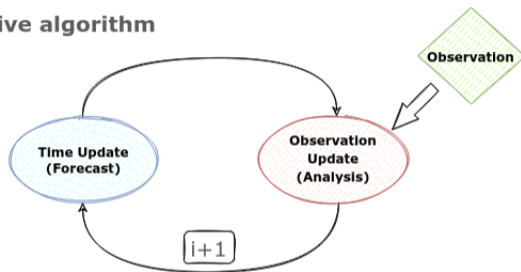 ive algorithm
Observation
Time Update
(Forecast)
Observation
Update
(Analysis)
i+1